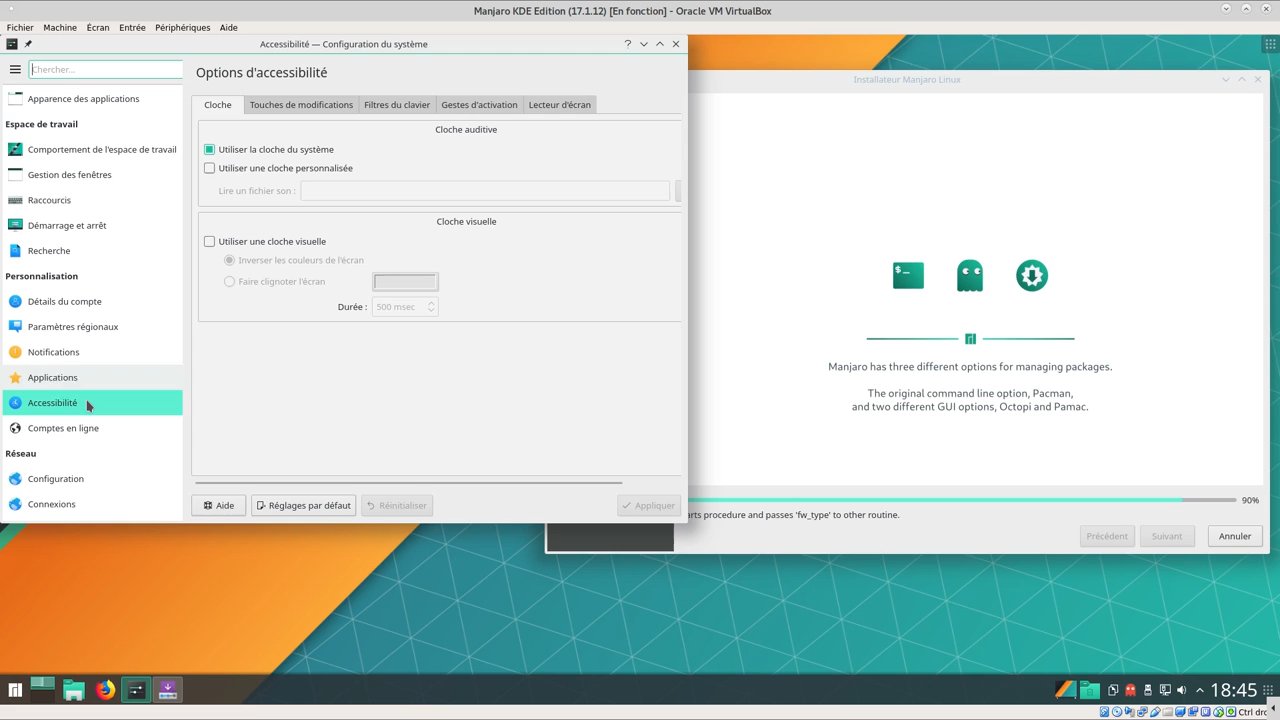 Manjaro KDE Edition (17.1.12) [En fonction] - Oracle VM VirtualBox
Fichier Machine Écran Entrée Périphériques Aide
Accessibilité — Configuration du système
Chercher...
Apparence des applications
Espace de travail
Comportement de l'espace de travail
Gestion des fenêtres
Raccourcis
Démarrage et arrêt
Recherche
Personnalisation
Détails du compte
Paramètres régionaux
Notifications
Applications
Accessibilité
Comptes en ligne
Réseau
Configuration
Connexions
Options d'accessibilité
Cloche Touches de modifications Filtres du clavier Gestes d'activation Lecteur d'écran
Cloche auditive
Utiliser la cloche du système
Utiliser une cloche personnalisée
Lire un fichier son :
Cloche visuelle
Utiliser une cloche visuelle
Inverser les couleurs de l'écran
Faire clignoter l'écran
Durée : 500 msec
Aide Réglages par défaut Réinitialiser Appliquer
Installateur Manjaro Linux
Manjaro has three different options for managing packages.
The original command line option, Pacman,
and two different GUI options, Octopi and Pamac.
90%
arts procedure and passes 'fw_type' to other routine.
Précédent Suivant Annuler
18:45
Ctrl dro